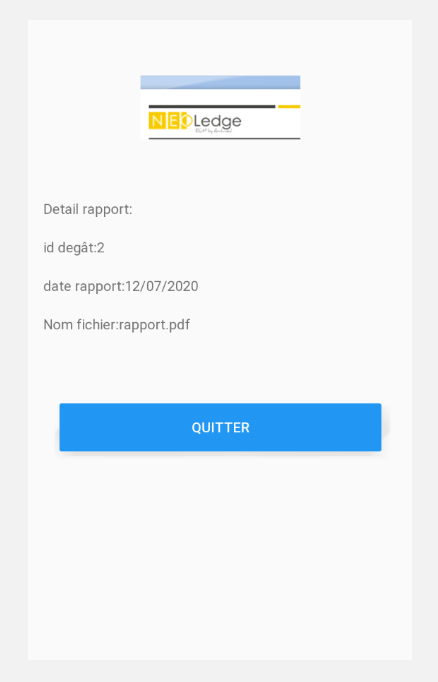 NEOLedge
Detail rapport:
id degât:2
date rapport:12/07/2020
Nom fichier:rapport.pdf
QUITTER